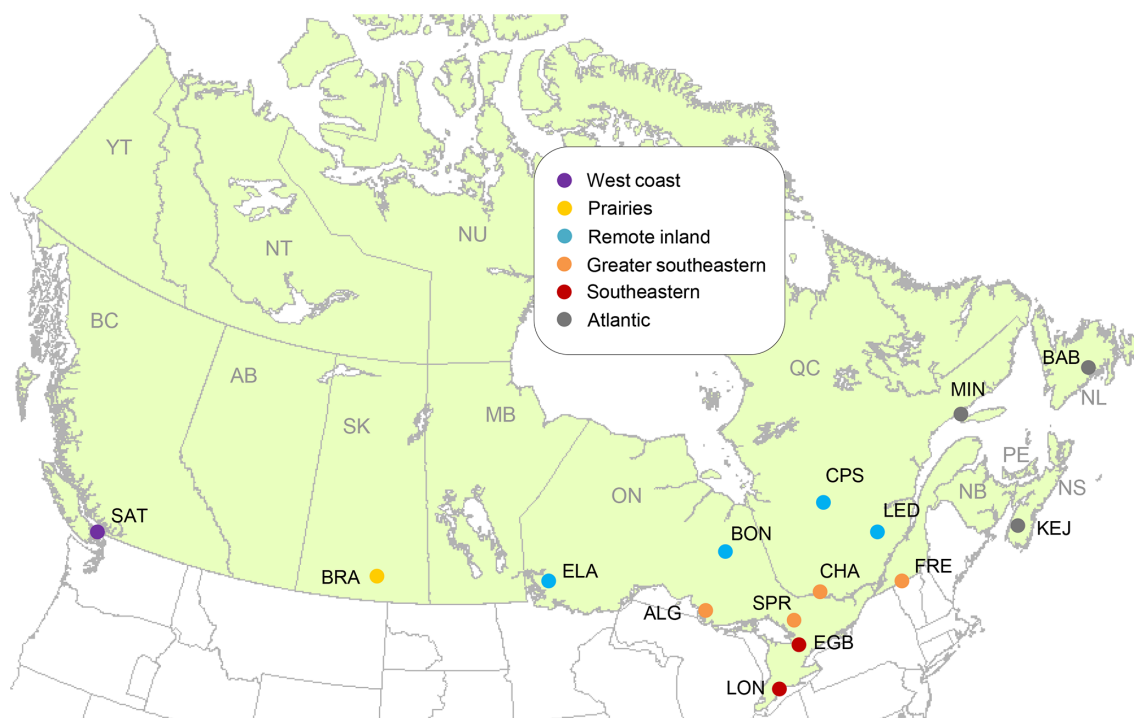 YT
NT
NU
West coast
Prairies
Remote inland
Greater southeastern
Southeastern
Atlantic
BC
AB
SK
MB
ON
QC
BAB
MIN
NL
PE
NB
NS
CPS
LED
SAT
BON
KEJ
BRA
ELA
CHA
FRE
ALG
SPR
EGB
LON